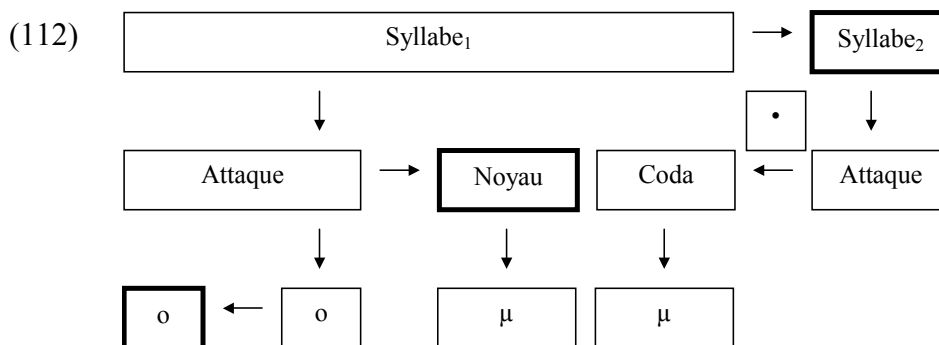 (112) Syllabe₁ → Syllabe₂
•
Attaque → Noyau Coda ← Attaque
o ← o µ µ